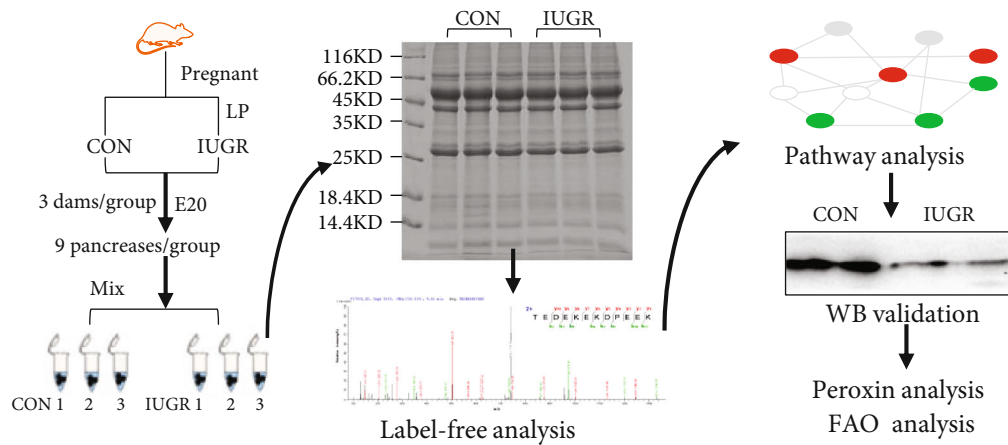 Pregnant
LP
CON
IUGR
3 dams/group
E20
9 pancreases/group
Mix
CON 1 2 3 IUGR 1 2 3
CON IUGR
116KD
66.2KD
45KD
35KD
25KD
18.4KD
14.4KD
T E D E K E K D P E E K
Label-free analysis
Pathway analysis
CON IUGR
WB validation
Peroxin analysis
FAO analysis